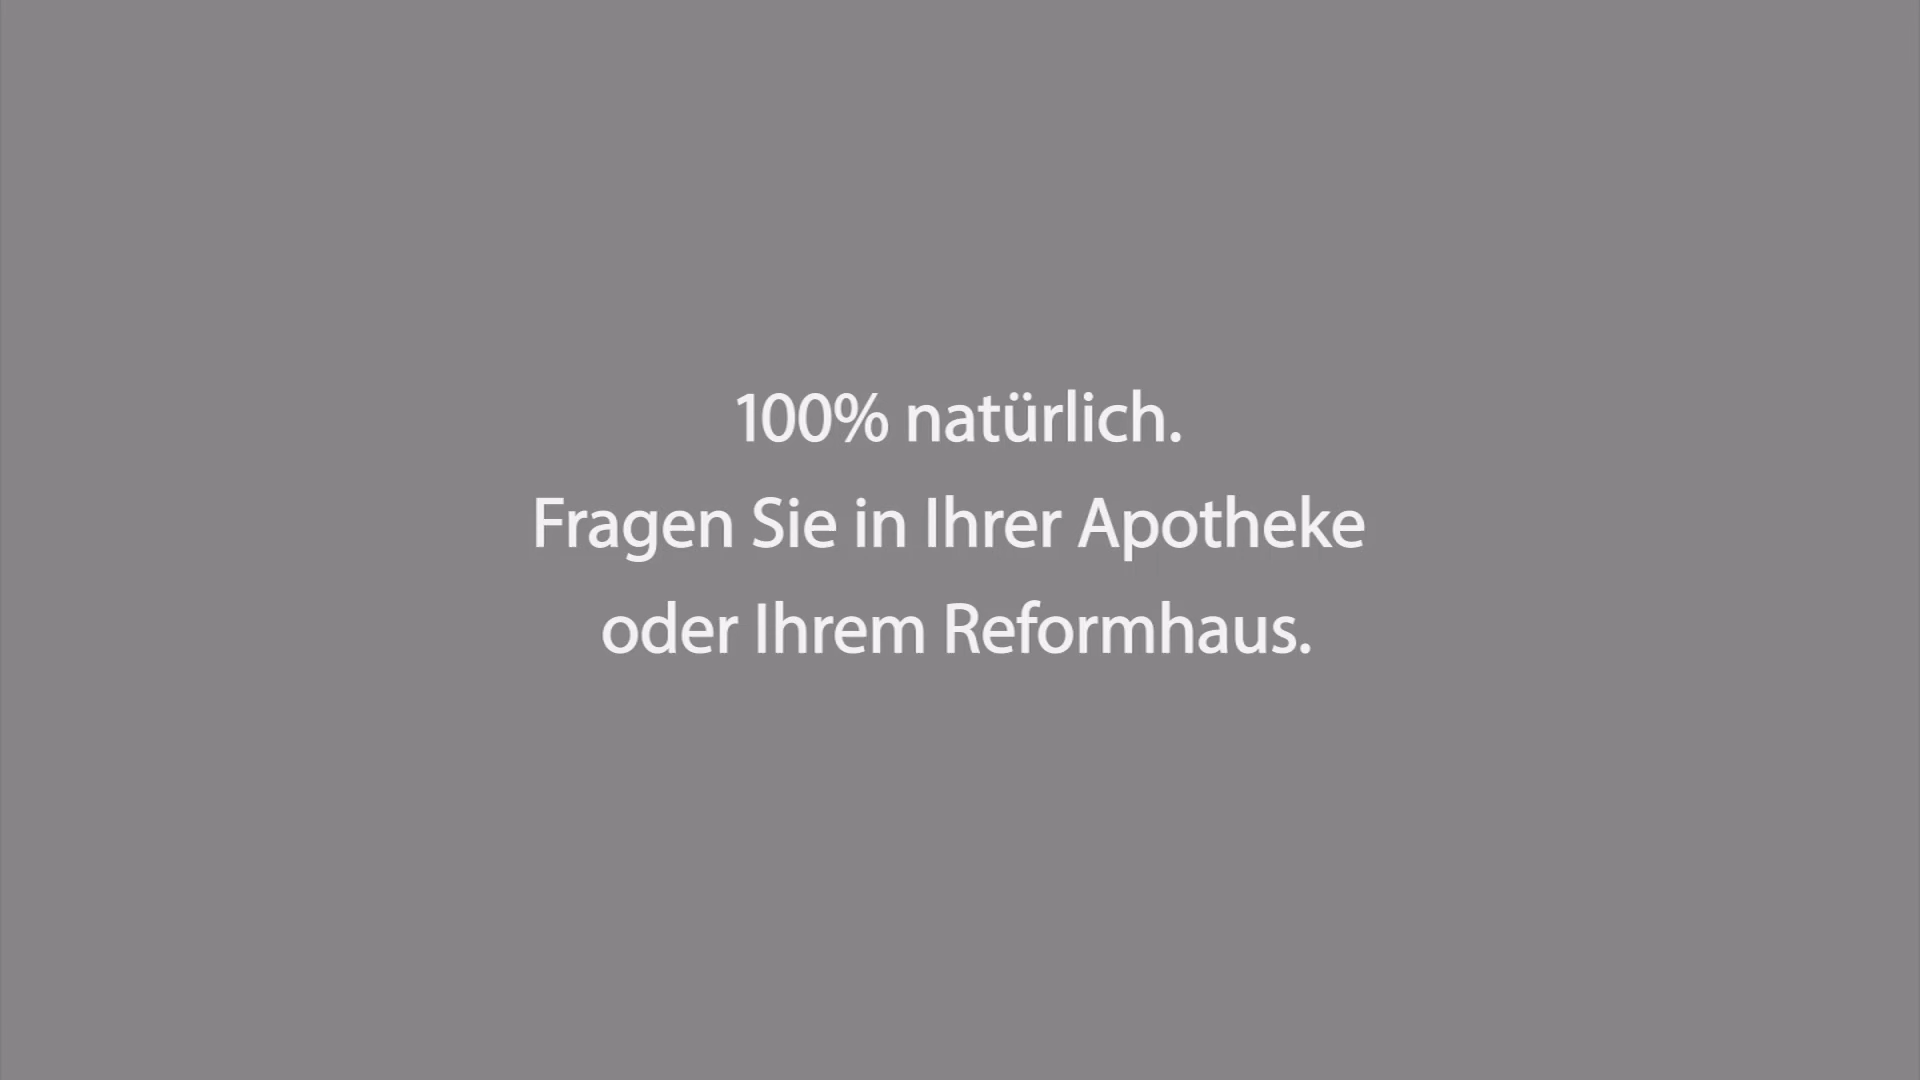 100% natürlich.
Fragen Sie in Ihrer Apotheke
oder Ihrem Reformhaus.